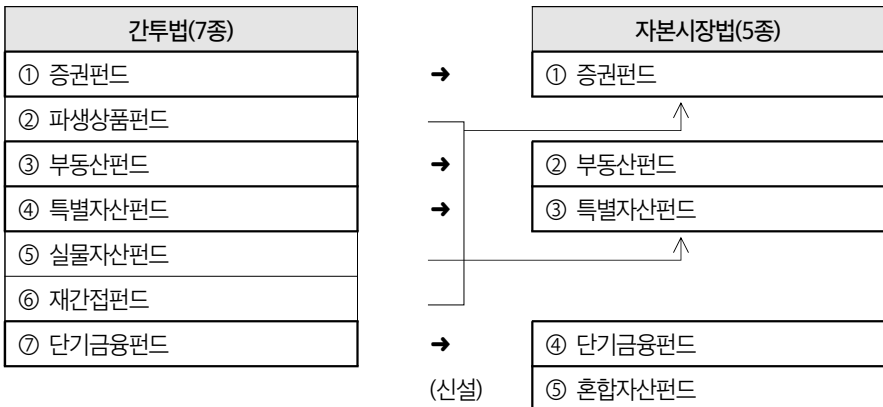 간투법(7종) 자본시장법(5종)
① 증권펀드 ➜ ① 증권펀드
② 파생상품펀드
③ 부동산펀드 ➜ ② 부동산펀드
④ 특별자산펀드 ➜ ③ 특별자산펀드
⑤ 실물자산펀드
⑥ 재간접펀드
⑦ 단기금융펀드 ➜ ④ 단기금융펀드
(신설) ⑤ 혼합자산펀드